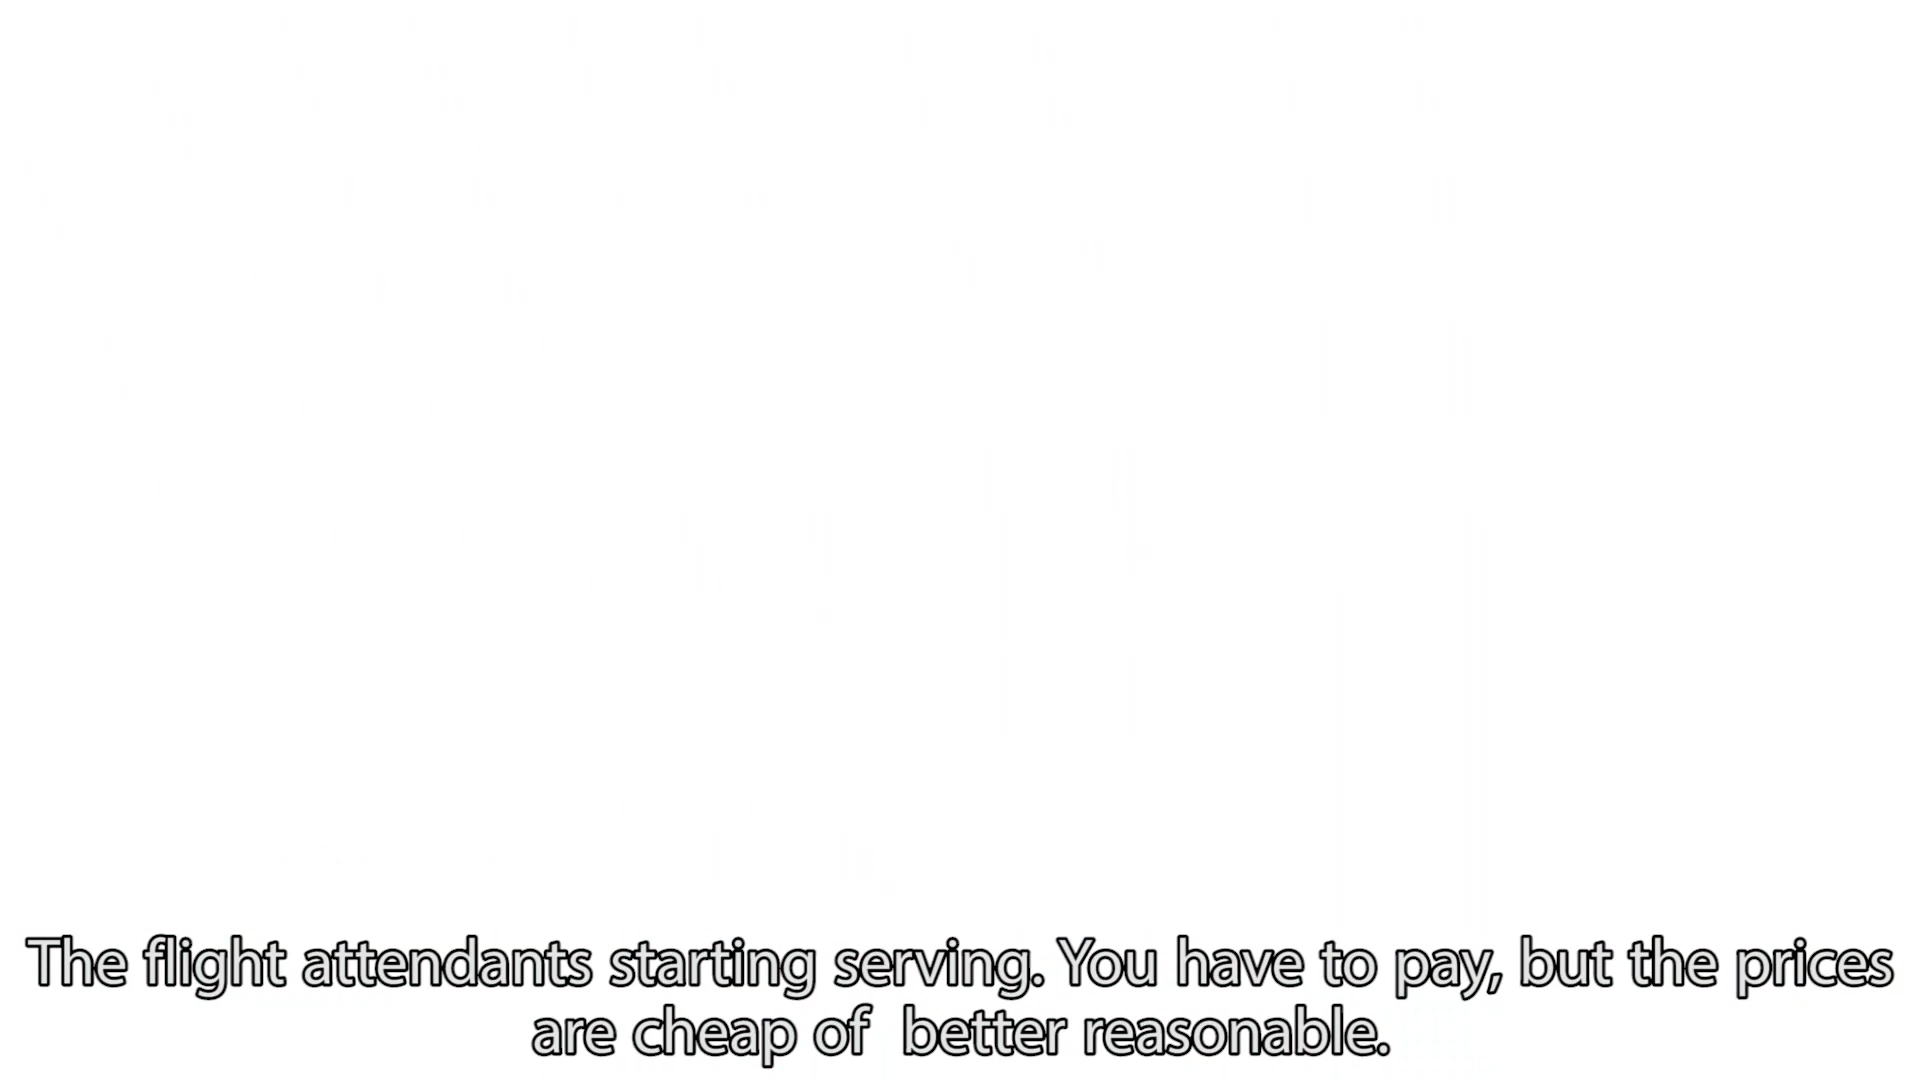 The flight attendants starting serving. You have to pay, but the prices
are cheap of  better reasonable.